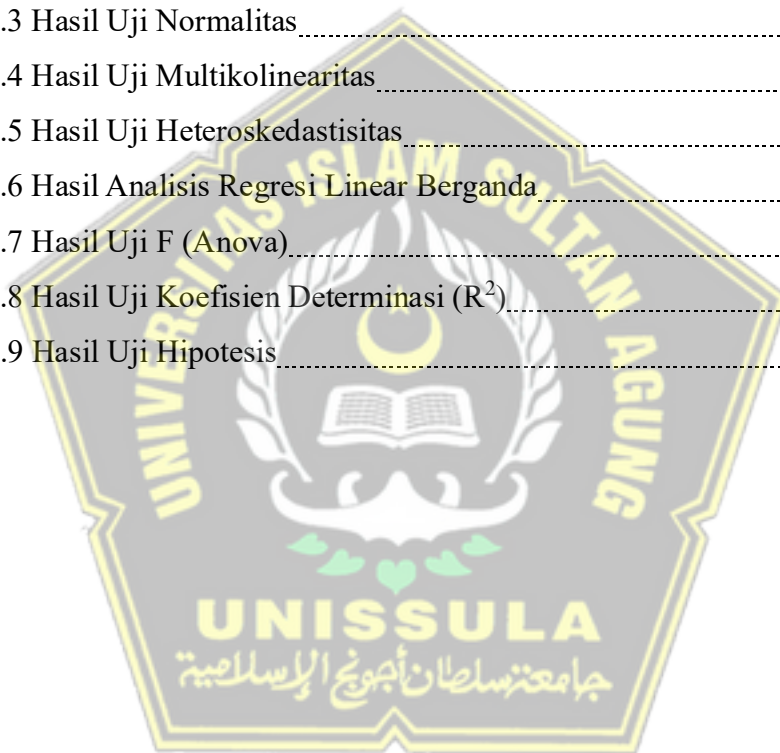 .3 Hasil Uji Normalitas
.4 Hasil Uji Multikolinearitas
.5 Hasil Uji Heteroskedastisitas
.6 Hasil Analisis Regresi Linear Berganda
.7 Hasil Uji F (Anova)
.8 Hasil Uji Koefisien Determinasi (R²)
.9 Hasil Uji Hipotesis
UNIVERSITAS ISLAM SULTAN AGUNG
UNISSULA
جامعة سلطان أجونج الإسلامية